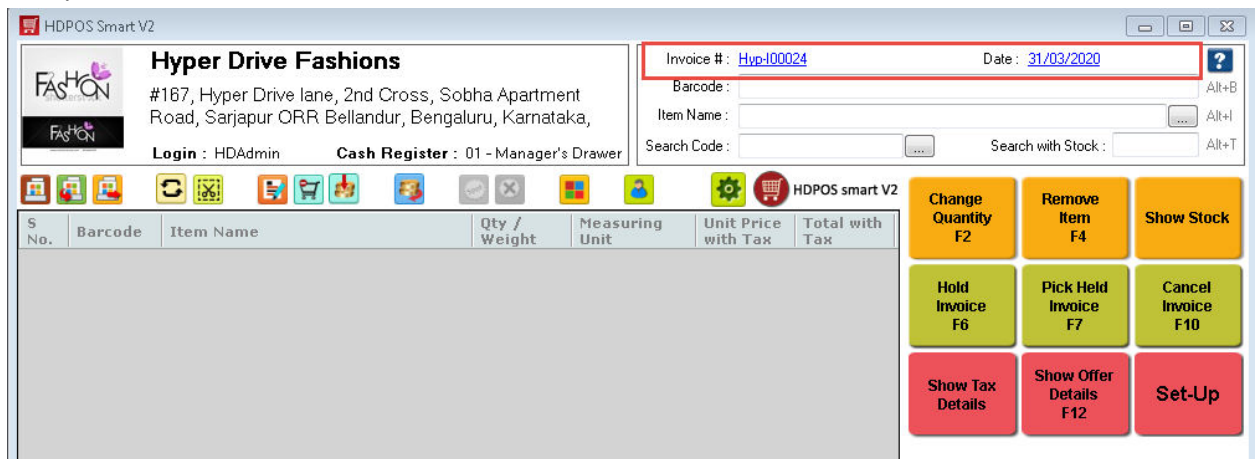 HDPOS Smart V2
FASHION
FASHION
Hyper Drive Fashions
#167, Hyper Drive lane, 2nd Cross, Sobha Apartment
Road, Sarjapur ORR Bellandur, Bengaluru, Karnataka,
Login : HDAdmin Cash Register : 01 - Manager's Drawer
Invoice # : Hyp-I00024 Date : 31/03/2020 ?
Barcode : Alt+B
Item Name : ... Alt+I
Search Code : ... Search with Stock : Alt+T
HDPOS smart V2
S No. Barcode Item Name Qty / Weight Measuring Unit Unit Price with Tax Total with Tax
Change
Quantity
F2
Remove
Item
F4
Show Stock
Hold
Invoice
F6
Pick Held
Invoice
F7
Cancel
Invoice
F10
Show Tax
Details
Show Offer
Details
F12
Set-Up